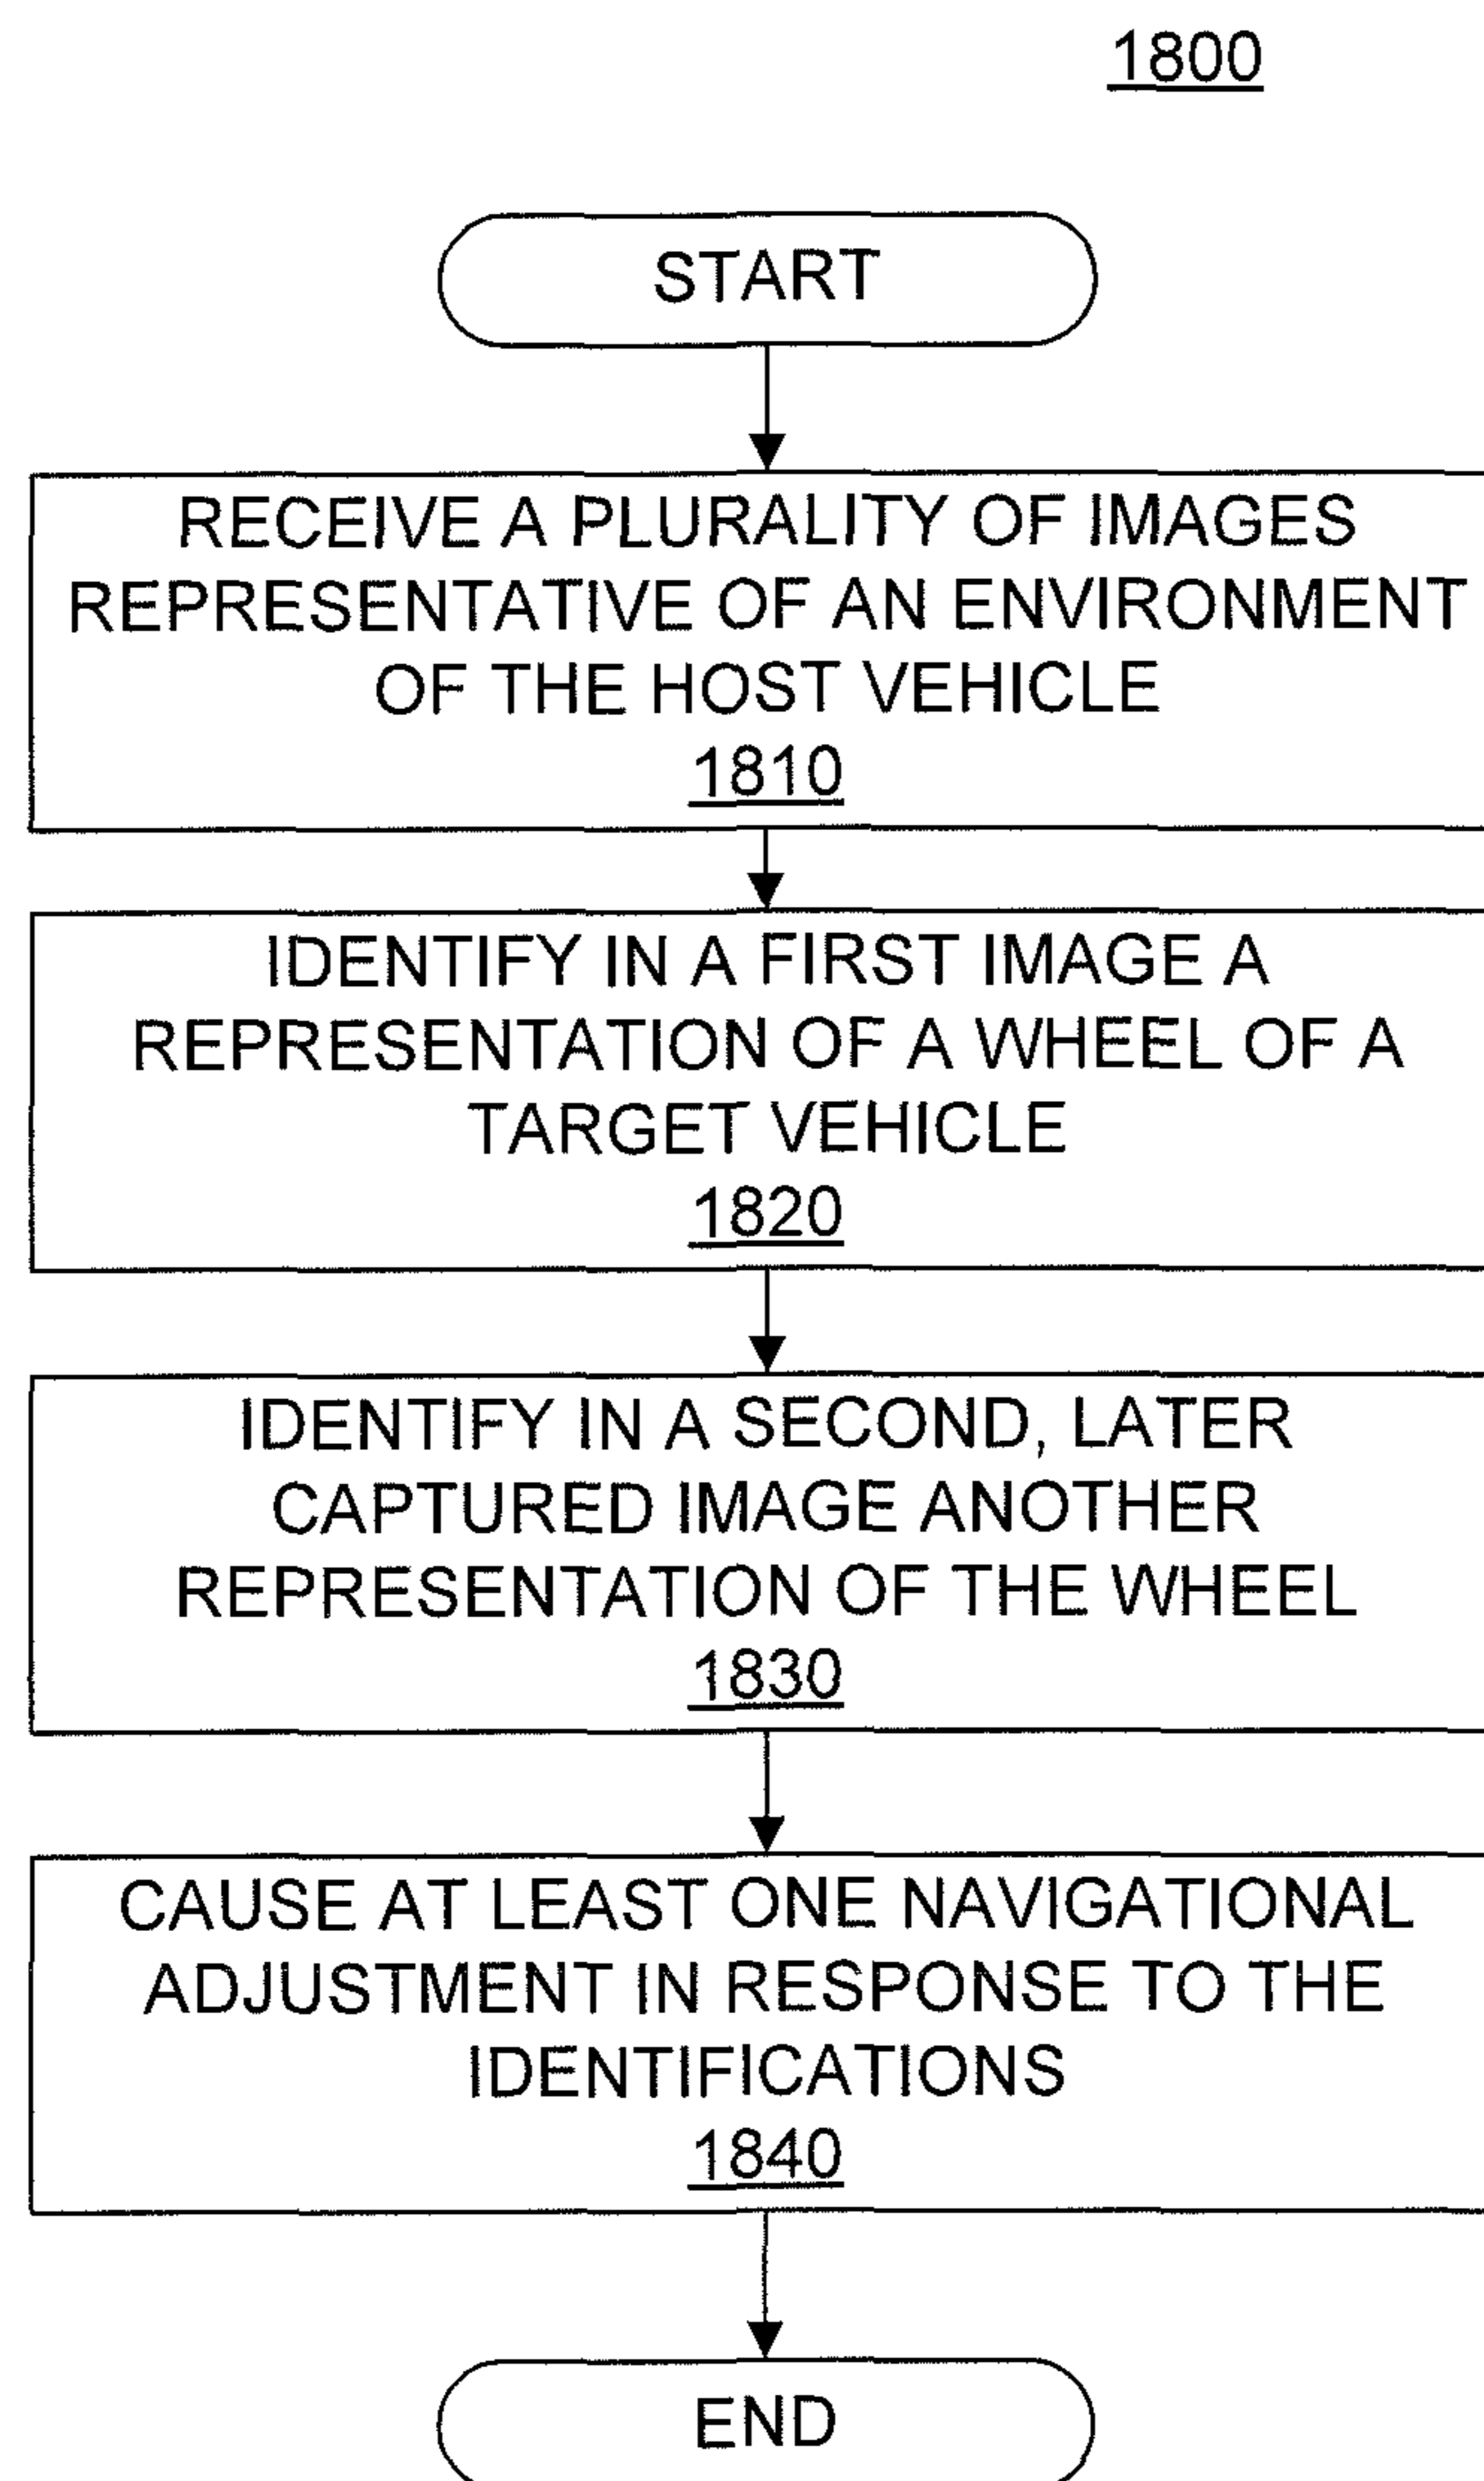 1800
START
RECEIVE A PLURALITY OF IMAGES
REPRESENTATIVE OF AN ENVIRONMENT
OF THE HOST VEHICLE
1810
IDENTIFY IN A FIRST IMAGE A
REPRESENTATION OF A WHEEL OF A
TARGET VEHICLE
1820
IDENTIFY IN A SECOND, LATER
CAPTURED IMAGE ANOTHER
REPRESENTATION OF THE WHEEL
1830
CAUSE AT LEAST ONE NAVIGATIONAL
ADJUSTMENT IN RESPONSE TO THE
IDENTIFICATIONS
1840
END